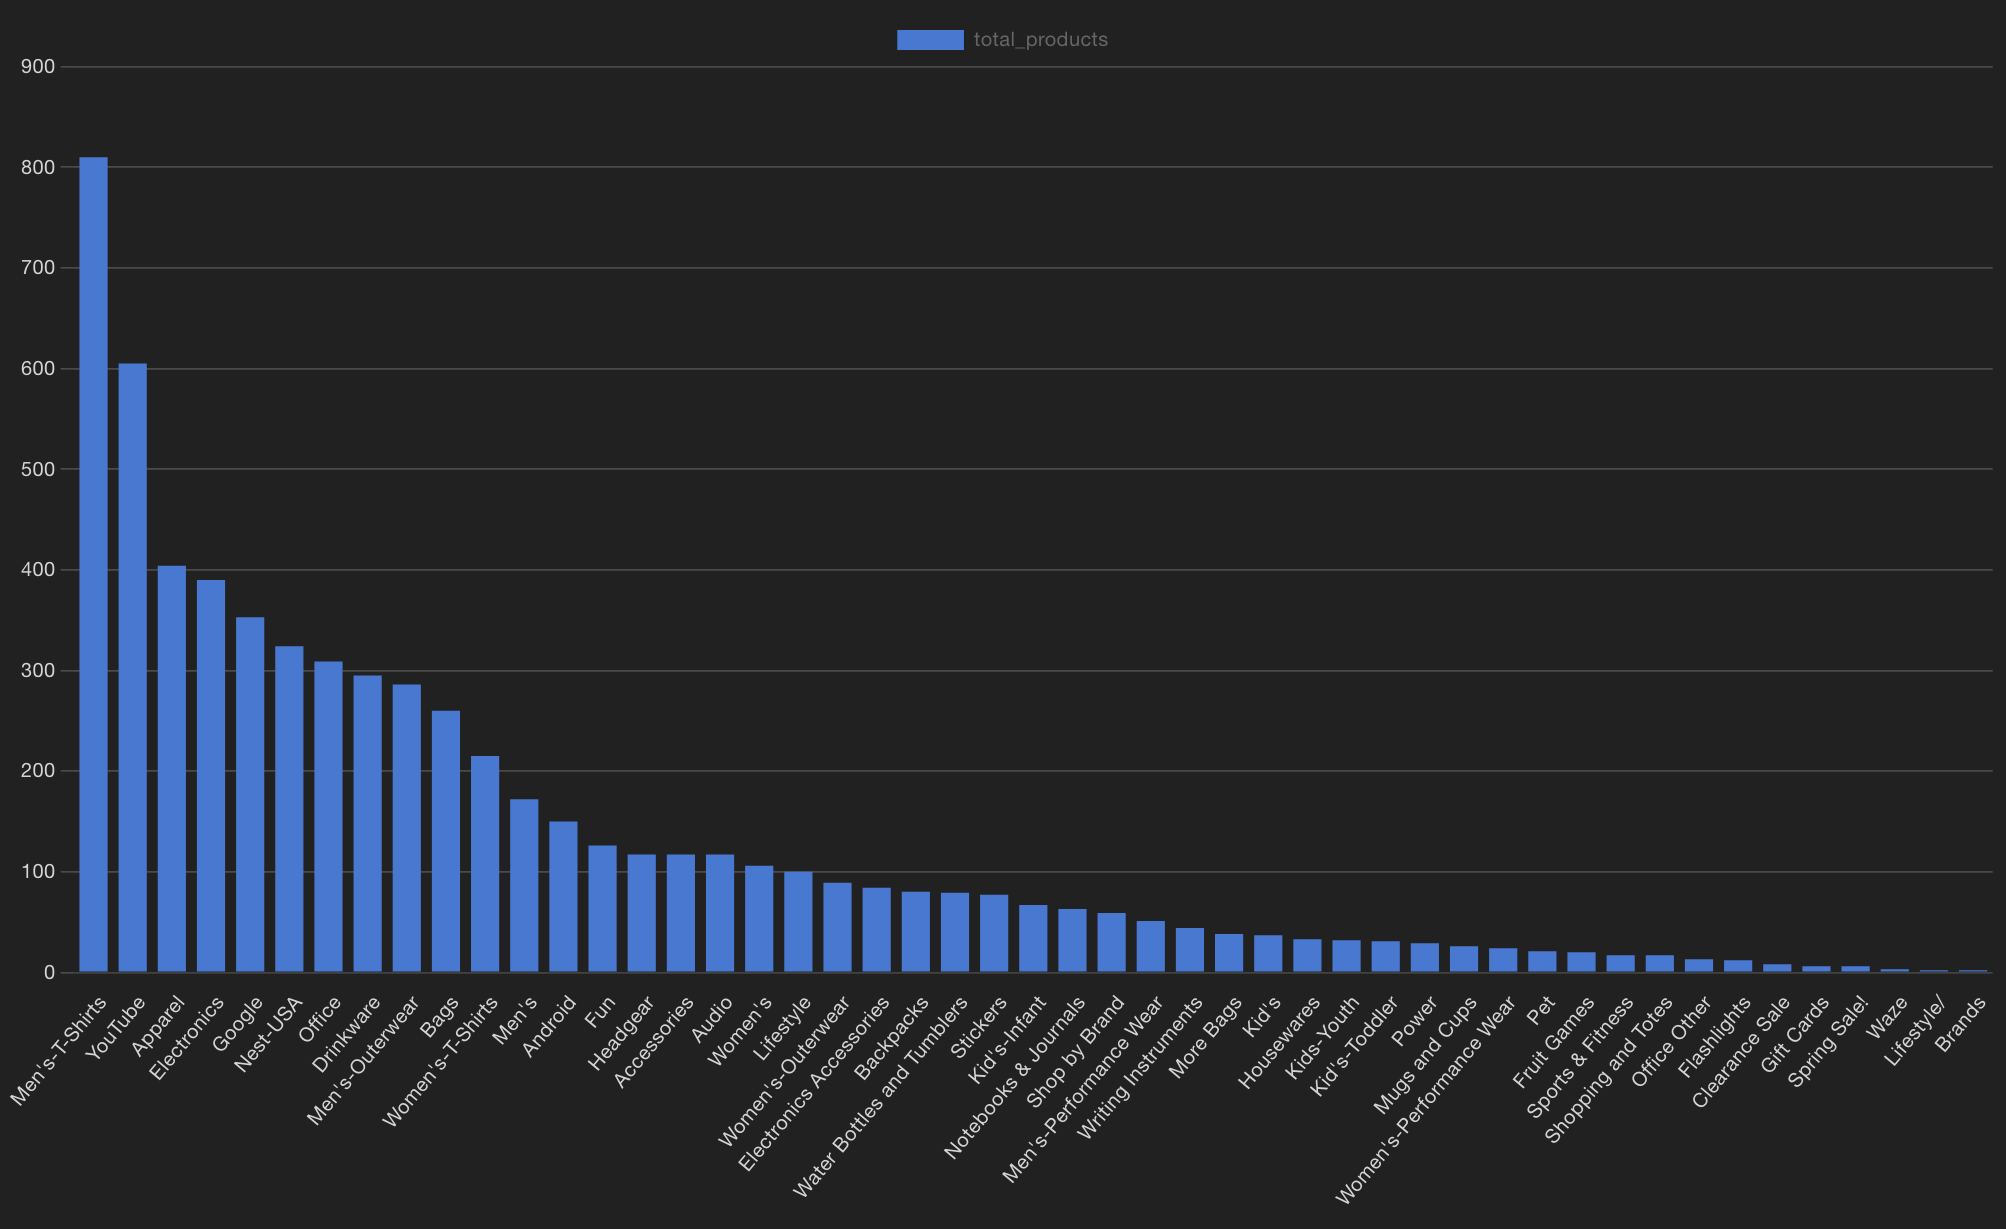 total_products
900
800
700
600
500
400
300
200
100
0
Men's-T-Shirts
YouTube
Apparel
Electronics
Google
Nest-USA
Office
Drinkware
Men's-Outerwear
Bags
Women's-T-Shirts
Men's
Android
Fun
Headgear
Accessories
Audio
Women's
Lifestyle
Women's-Outerwear
Electronics Accessories
Backpacks
Water Bottles and Tumblers
Stickers
Kid's-Infant
Notebooks & Journals
Shop by Brand
Men's-Performance Wear
Writing Instruments
More Bags
Kid's
Housewares
Kids-Youth
Kid's-Toddler
Power
Mugs and Cups
Women's-Performance Wear
Pet
Fruit Games
Sports & Fitness
Shopping and Totes
Office Other
Flashlights
Clearance Sale
Gift Cards
Spring Sale!
Waze
Lifestyle/
Brands